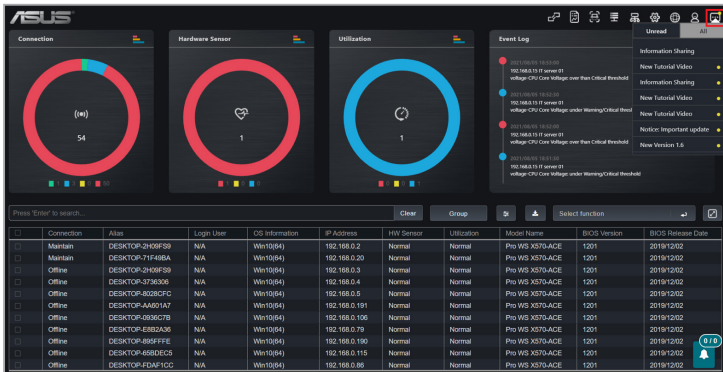 ASUS
Unread All
Information Sharing
New Tutorial Video
Information Sharing
New Tutorial Video
New Tutorial Video
Notice: Important update
New Version 1.6
Connection
54
Hardware Sensor
1
Utilization
1
Event Log
2021/08/05 18:53:00
192.168.0.15 IT server 01
voltage-CPU Core Voltage: over than Critical threshold
192.168.0.15 IT server 01
voltage-CPU Core Voltage: under Warning/Critical thresh
192.168.0.15 IT server 01
voltage-CPU Core Voltage: over than Critical threshold
192.168.0.15 IT server 01
voltage-CPU Core Voltage: under Warning/Critical threshold
Press 'Enter' to search...
Clear
Group
Select function
Connection Alias Login User OS Information IP Address HW Sensor Utilization Model Name BIOS Version BIOS Release Date
Maintain DESKTOP-2H09FS9 N/A Win10(64) 192.168.0.2 Normal Normal Pro WS X570-ACE 1201 2019/12/02
Maintain DESKTOP-71F49BA N/A Win10(64) 192.168.0.20 Normal Normal Pro WS X570-ACE 1201 2019/12/02
Offline DESKTOP-2H09FS9 N/A Win10(64) 192.168.0.3 Normal Normal Pro WS X570-ACE 1201 2019/12/02
Offline DESKTOP-3736306 N/A Win10(64) 192.168.0.4 Normal Normal Pro WS X570-ACE 1201 2019/12/02
Offline DESKTOP-8028CFC N/A Win10(64) 192.168.0.5 Normal Normal Pro WS X570-ACE 1201 2019/12/02
Offline DESKTOP-AA601A7 N/A Win10(64) 192.168.0.191 Normal Normal Pro WS X570-ACE 1201 2019/12/02
Offline DESKTOP-0936C7B N/A Win10(64) 192.168.0.106 Normal Normal Pro WS X570-ACE 1201 2019/12/02
Offline DESKTOP-E8B2A36 N/A Win10(64) 192.168.0.79 Normal Normal Pro WS X570-ACE 1201 2019/12/02
Offline DESKTOP-895FFFE N/A Win10(64) 192.168.0.190 Normal Normal Pro WS X570-ACE 1201 2019/12/02
Offline DESKTOP-65BDEC5 N/A Win10(64) 192.168.0.115 Normal Normal Pro WS X570-ACE 1201 2019/12/02
Offline DESKTOP-FDAF1CC N/A Win10(64) 192.168.0.86 Normal Normal Pro WS X570-ACE 1201 2019/12/02
0 / 0